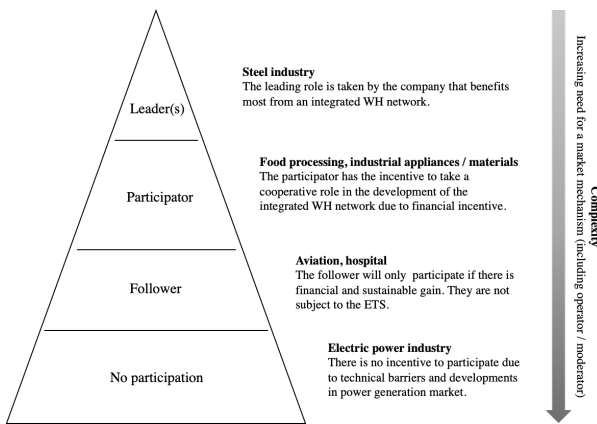 Steel industry
The leading role is taken by the company that benefits
most from an integrated WH network.
Leader(s)
Food processing, industrial appliances / materials
The participator has the incentive to take a
cooperative role in the development of the
integrated WH network due to financial incentive.
Participator
Aviation, hospital
The follower will only participate if there is
financial and sustainable gain. They are not
subject to the ETS.
Follower
Electric power industry
There is no incentive to participate due
to technical barriers and developments
in power generation market.
No participation
Complexity
Increasing need for a market mechanism (including operator / moderator)